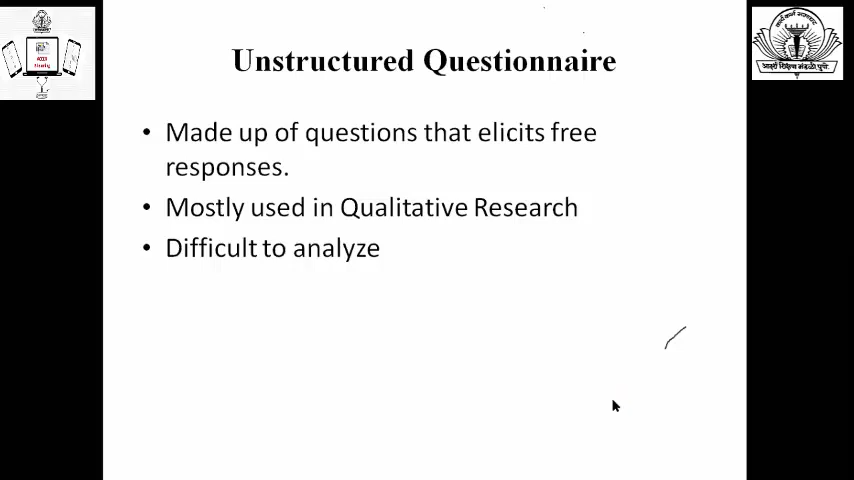 Unstructured Questionnaire
• Made up of questions that elicits free
responses.
• Mostly used in Qualitative Research
• Difficult to analyze